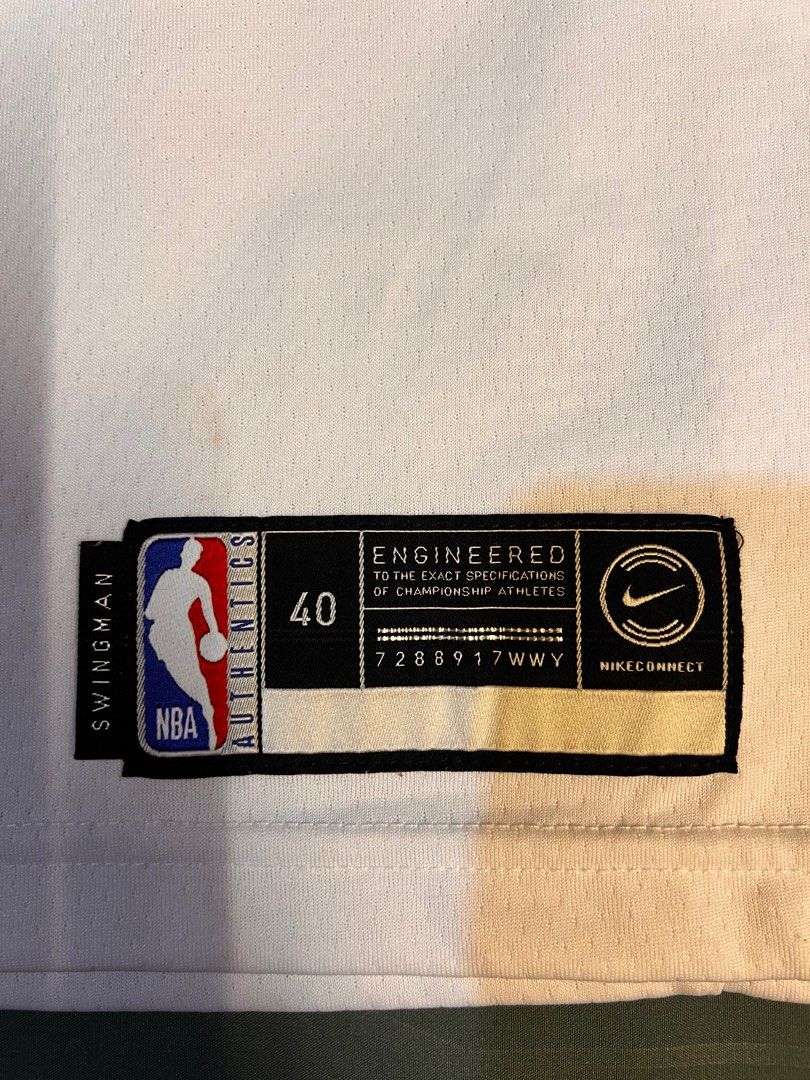 SWINGMAN
NBA
AUTHENTICS
40
ENGINEERED
TO THE EXACT SPECIFICATIONS
OF CHAMPIONSHIP ATHLETES
7288917WWY
NIKECONNECT